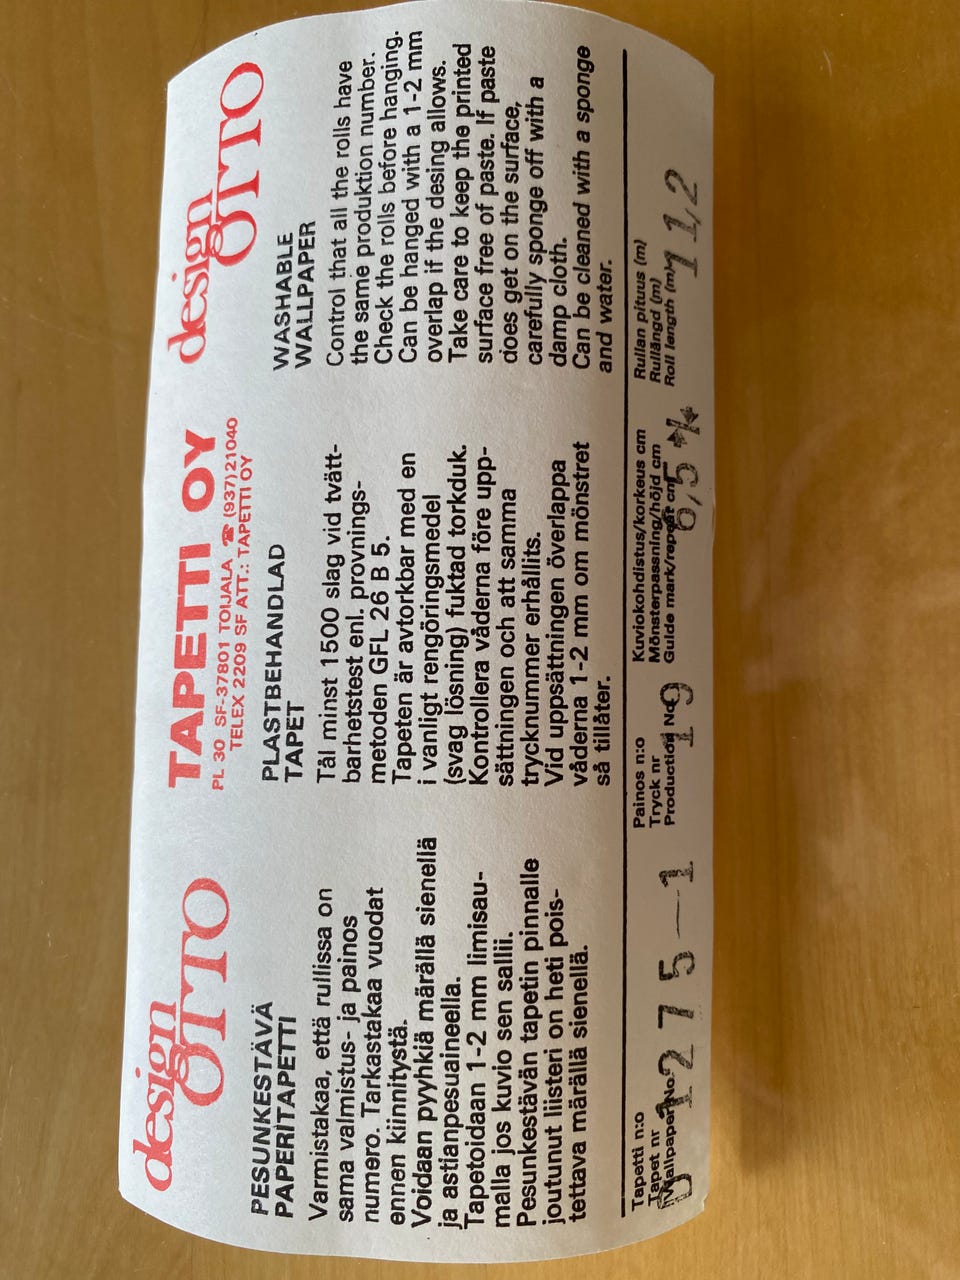 design
OTTO
PESUNKESTÄVÄ
PAPERITAPETTI
Varmistakaa, että rullissa on
sama valmistus- ja painos
numero. Tarkastakaa vuodat
ennen kiinnitystä.
Voidaan pyyhkiä märällä sienellä
ja astianpesuaineella.
Tapetoidaan 1-2 mm limisau-
malla jos kuvio sen sallii.
Pesunkestävän tapetin pinnalle
joutunut liisteri on heti pois-
tettava märällä sienellä.
TAPETTI OY
PL 30 SF-37801 TOIJALA ☎ (937)21040
TELEX 2209 SF ATT.: TAPETTI OY
PLASTBEHANDLAD
TAPET
Tål minst 1500 slag vid tvätt-
barhetstest enl. provnings-
metoden GFL 26 B 5.
Tapeten är avtorkbar med en
i vanligt rengöringsmedel
(svag lösning) fuktad torkduk.
Kontrollera våderna före upp-
sättningen och att samma
trycknummer erhållits.
Vid uppsättningen överlappa
våderna 1-2 mm om mönstret
så tillåter.
design
OTTO
WASHABLE
WALLPAPER
Control that all the rolls have
the same produktion number.
Check the rolls before hanging.
Can be hanged with a 1-2 mm
overlap if the desing allows.
Take care to keep the printed
surface free of paste. If paste
does get on the surface,
carefully sponge off with a
damp cloth.
Can be cleaned with a sponge
and water.
Tapetti n:o
Tapet nr
Wallpaper No.
1275-1
Painos n:o
Tryck nr
Production No
19
Kuviokohdistus/korkeus cm
Mönsterpassning/höjd cm
Guide mark/repeat cm
6,5
Rullan pituus (m)
Rullängd (m)
Roll length (m)
11,2